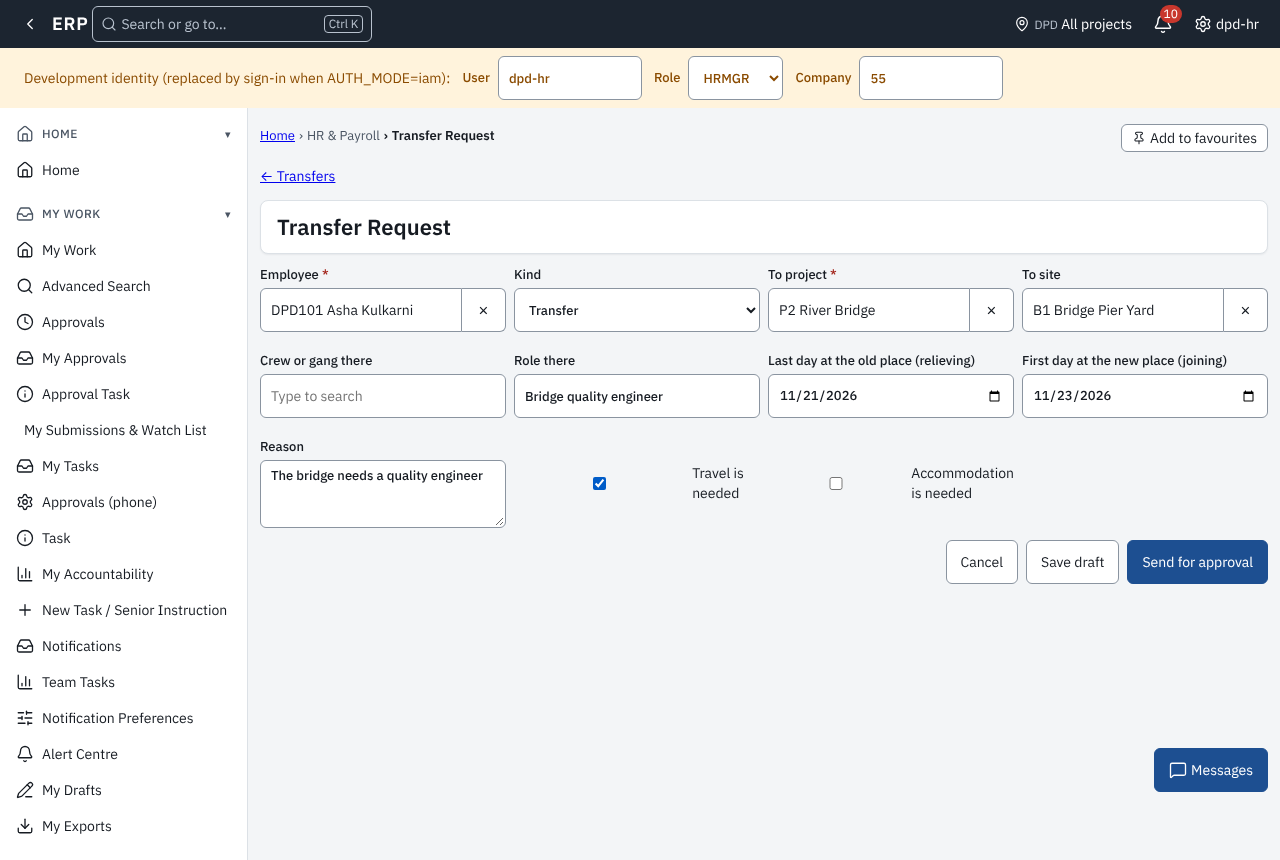 ERP
Search or go to...
Ctrl K
DPD All projects
10
dpd-hr
Development identity (replaced by sign-in when AUTH_MODE=iam):
User
dpd-hr
Role
HRMGR
Company
55
HOME
Home
MY WORK
My Work
Advanced Search
Approvals
My Approvals
Approval Task
My Submissions & Watch List
My Tasks
Approvals (phone)
Task
My Accountability
New Task / Senior Instruction
Notifications
Team Tasks
Notification Preferences
Alert Centre
My Drafts
My Exports
Home › HR & Payroll › Transfer Request
Add to favourites
← Transfers
Transfer Request
Employee *
Kind
To project *
To site
DPD101 Asha Kulkarni
×
Transfer
P2 River Bridge
×
B1 Bridge Pier Yard
×
Crew or gang there
Role there
Last day at the old place (relieving)
First day at the new place (joining)
Type to search
Bridge quality engineer
11/21/2026
11/23/2026
Reason
The bridge needs a quality engineer
Travel is
needed
Accommodation
is needed
Cancel
Save draft
Send for approval
Messages